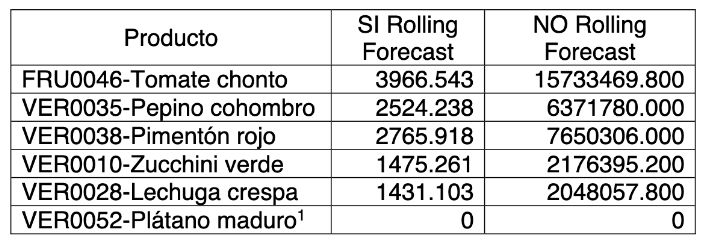 Producto SI Rolling Forecast NO Rolling Forecast
FRU0046-Tomate chonto 3966.543 15733469.800
VER0035-Pepino cohombro 2524.238 6371780.000
VER0038-Pimentón rojo 2765.918 7650306.000
VER0010-Zucchini verde 1475.261 2176395.200
VER0028-Lechuga crespa 1431.103 2048057.800
VER0052-Plátano maduro¹ 0 0